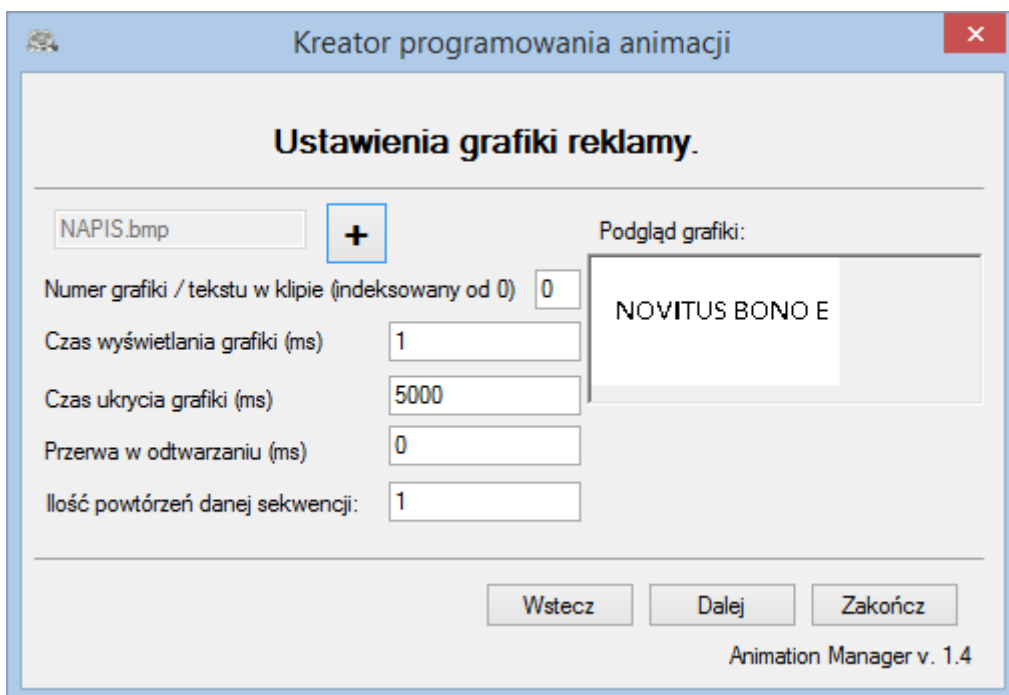 Kreator programowania animacji
Ustawienia grafiki reklamy.
NAPIS.bmp
+
Podgląd grafiki:
Numer grafiki / tekstu w klipie (indeksowany od 0) 0
NOVITUS BONO E
Czas wyświetlania grafiki (ms) 1
Czas ukrycia grafiki (ms) 5000
Przerwa w odtwarzaniu (ms) 0
Ilość powtórzeń danej sekwencji: 1
Wstecz Dalej Zakończ
Animation Manager v. 1.4